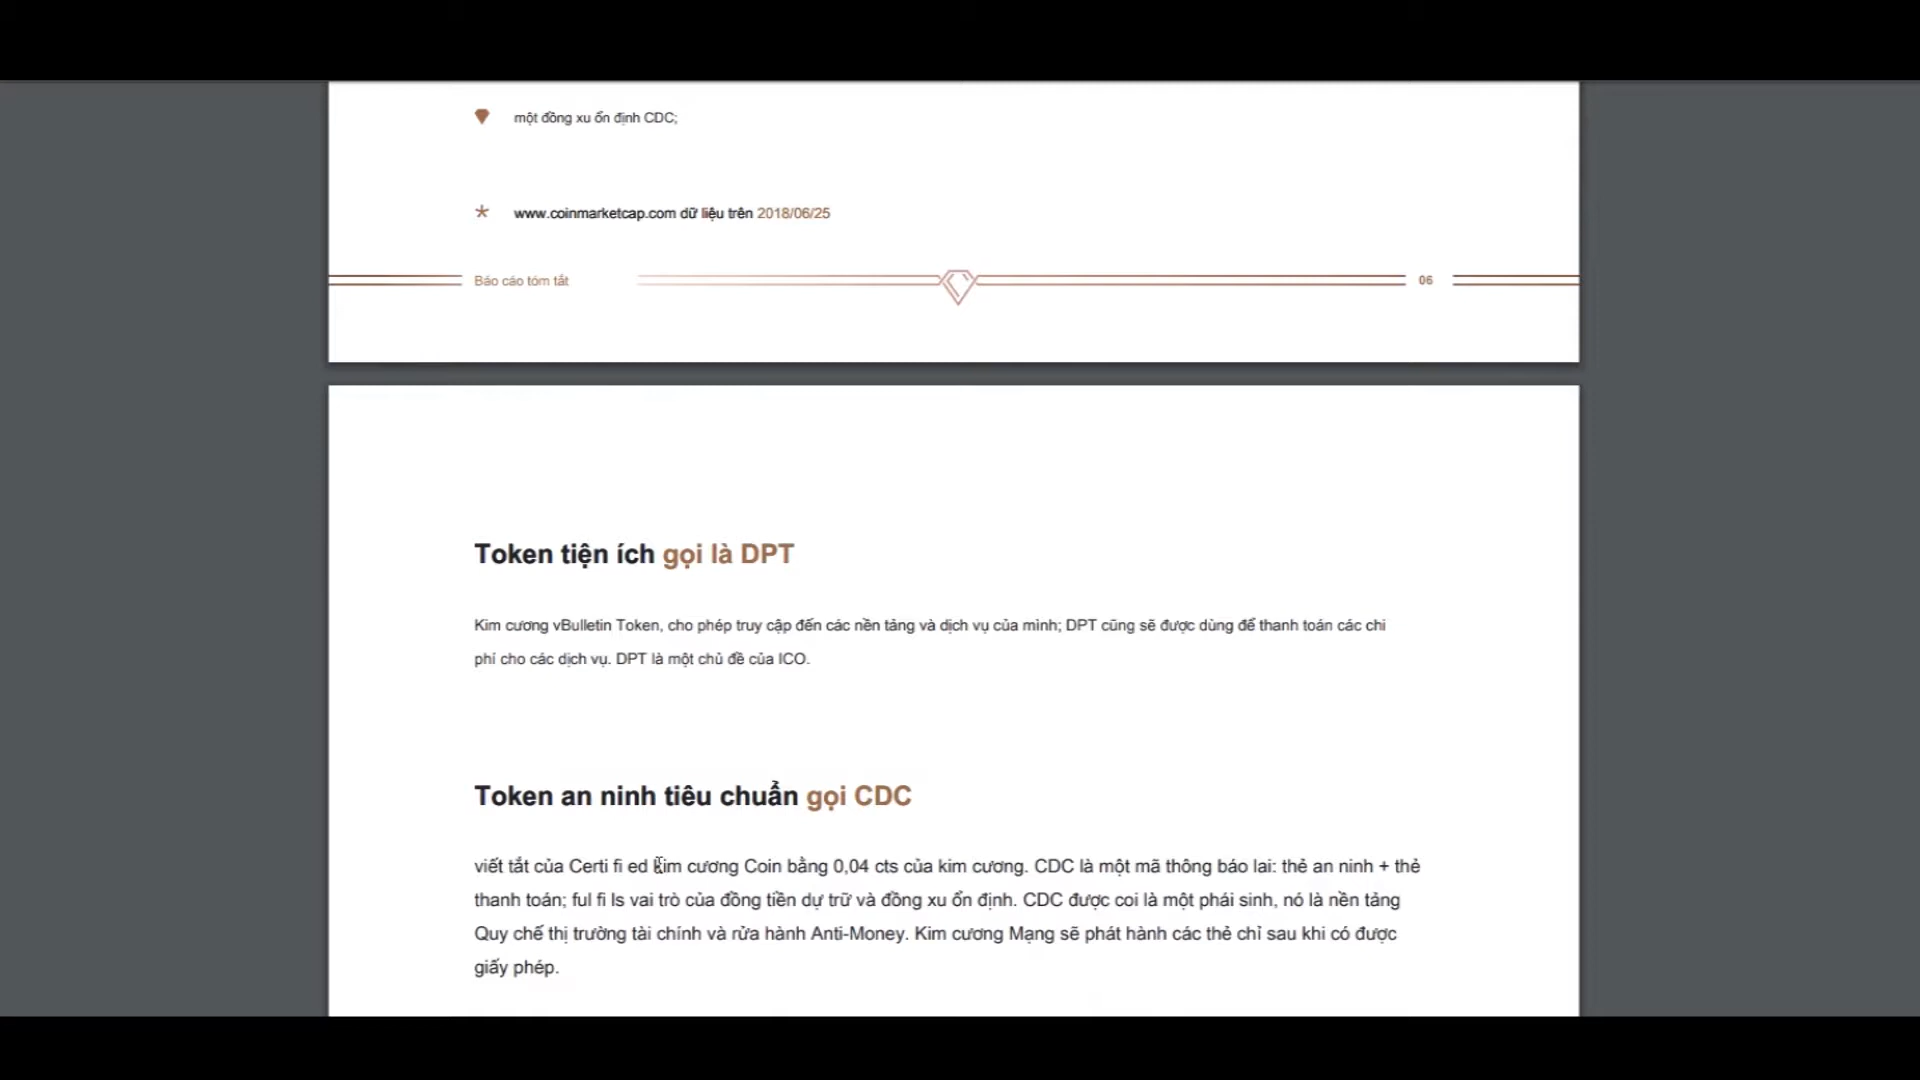 một đồng xu ổn định CDC;
* www.coinmarketcap.com dữ liệu trên 2018/06/25
Báo cáo tóm tắt
06
Token tiện ích gọi là DPT
Kim cương vBulletin Token, cho phép truy cập đến các nền tảng và dịch vụ của mình; DPT cũng sẽ được dùng để thanh toán các chi
phí cho các dịch vụ. DPT là một chủ đề của ICO.
Token an ninh tiêu chuẩn gọi CDC
viết tắt của Certi fi ed Kim cương Coin bằng 0,04 cts của kim cương. CDC là một mã thông báo lai: thẻ an ninh + thẻ
thanh toán; ful fi ls vai trò của đồng tiền dự trữ và đồng xu ổn định. CDC được coi là một phái sinh, nó là nền tảng
Quy chế thị trường tài chính và rửa hành Anti-Money. Kim cương Mạng sẽ phát hành các thẻ chỉ sau khi có được
giấy phép.